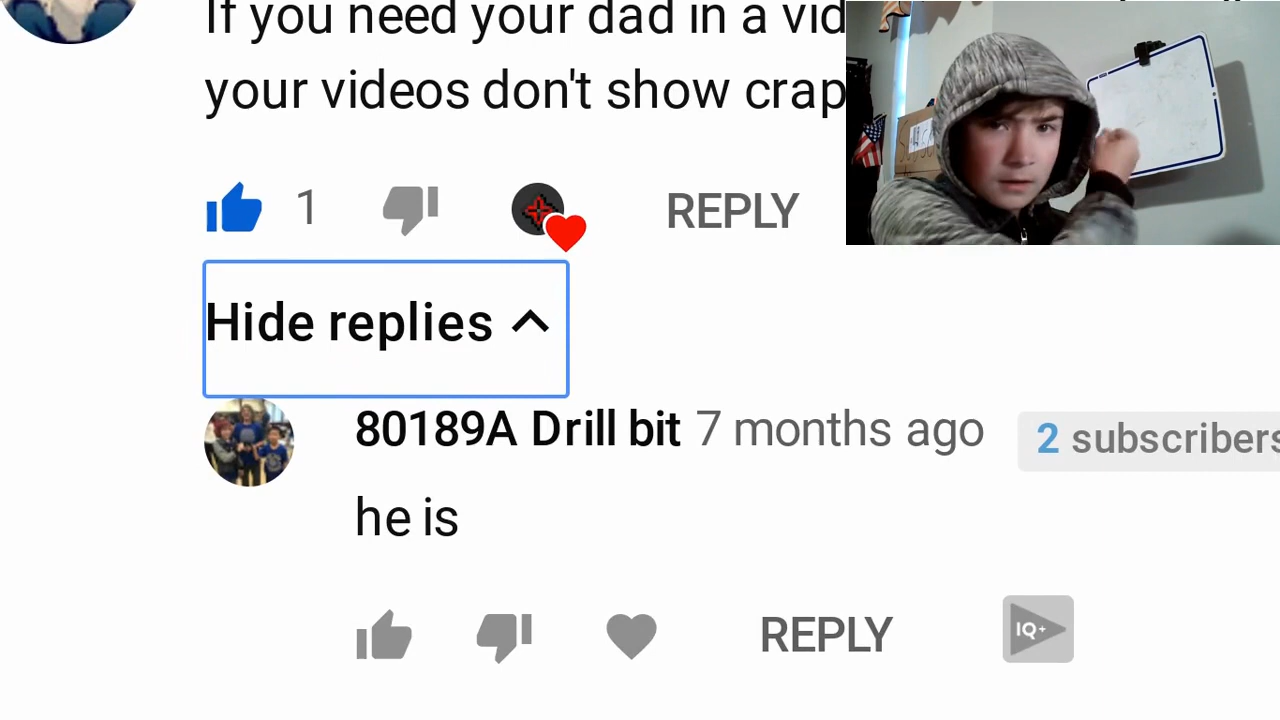 If you need your dad in a vid
your videos don't show crap
1
REPLY
Hide replies
80189A Drill bit 7 months ago 2 subscribers
he is
REPLY
IQ+